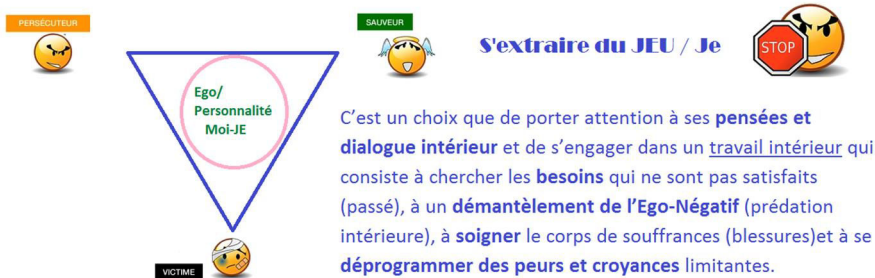 PERSÉCUTEUR
SAUVEUR
S'extraire du JEU / Je
STOP
Ego/
Personnalité
Moi-JE
C'est un choix que de porter attention à ses pensées et
dialogue intérieur et de s'engager dans un travail intérieur qui
consiste à chercher les besoins qui ne sont pas satisfaits
(passé), à un démantèlement de l'Ego-Négatif (prédation
intérieure), à soigner le corps de souffrances (blessures)et à se
déprogrammer des peurs et croyances limitantes.
VICTIME